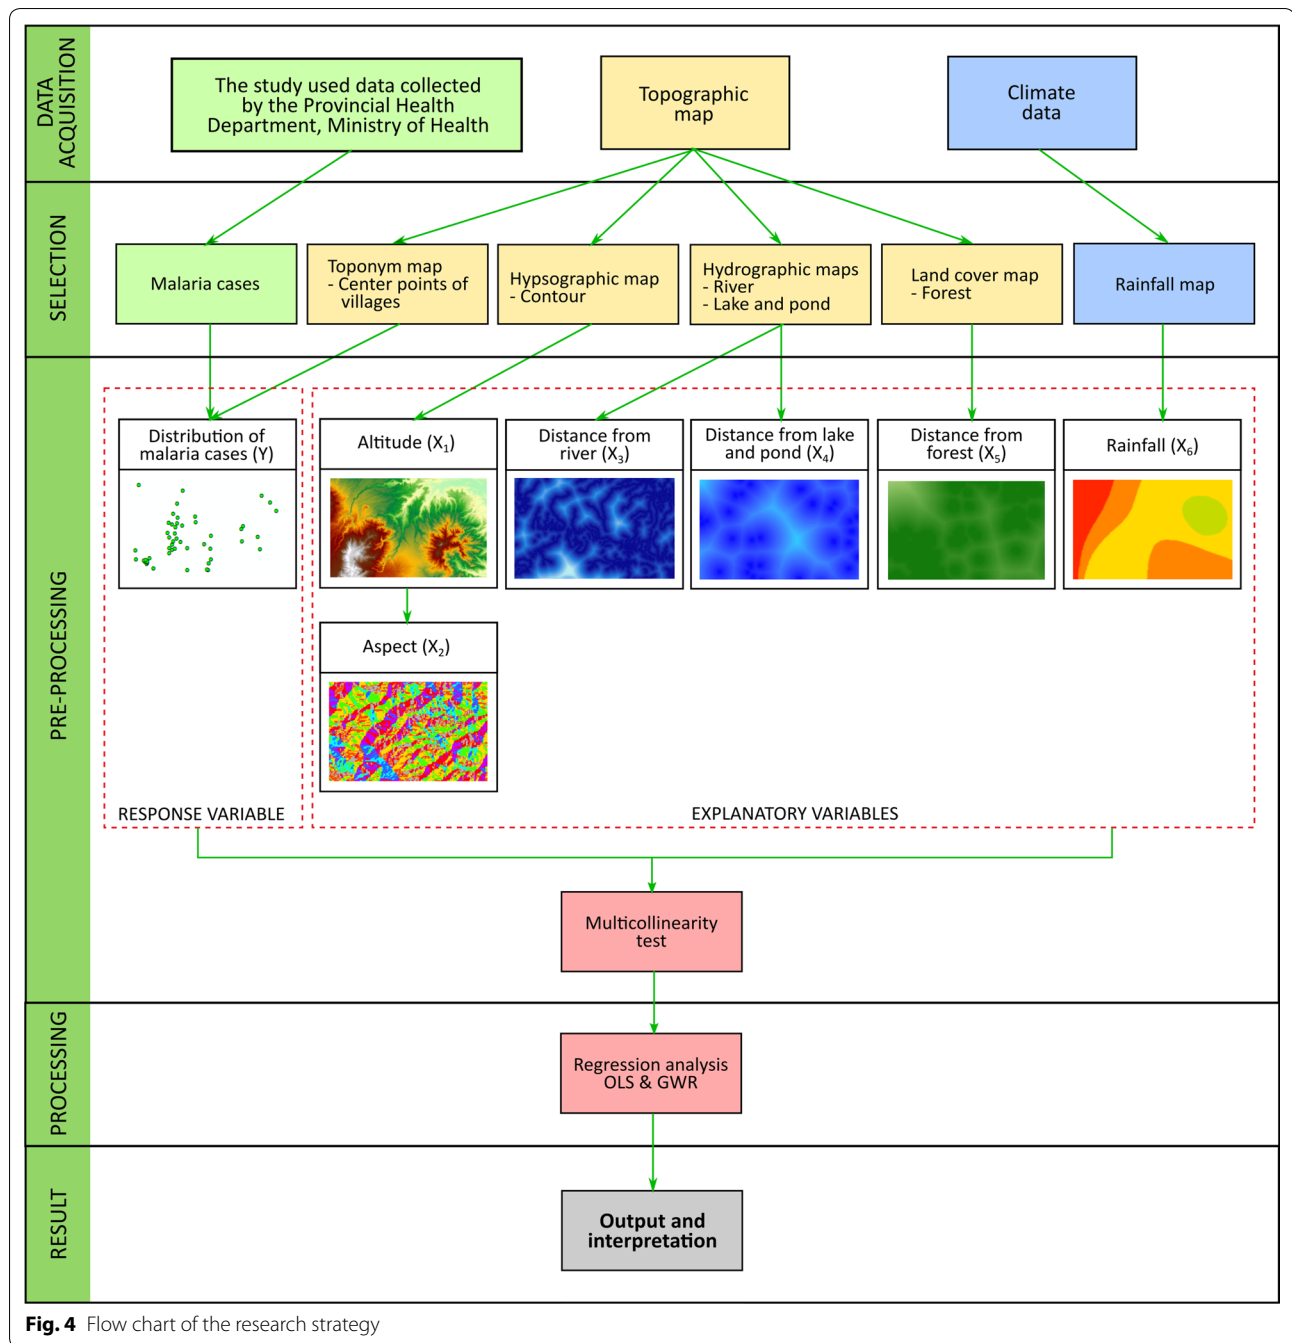 DATA
ACQUISITION
The study used data collected
by the Provincial Health
Department, Ministry of Health
Topographic
map
Climate
data
SELECTION
Malaria cases
Toponym map
- Center points of
villages
Hypsographic map
- Contour
Hydrographic maps
- River
- Lake and pond
Land cover map
- Forest
Rainfall map
PRE-PROCESSING
Distribution of
malaria cases (Y)
Altitude (X1)
Distance from
river (X3)
Distance from lake
and pond (X4)
Distance from
forest (X5)
Rainfall (X6)
Aspect (X2)
RESPONSE VARIABLE
EXPLANATORY VARIABLES
Multicollinearity
test
PROCESSING
Regression analysis
OLS & GWR
RESULT
Output and
interpretation
Fig. 4 Flow chart of the research strategy